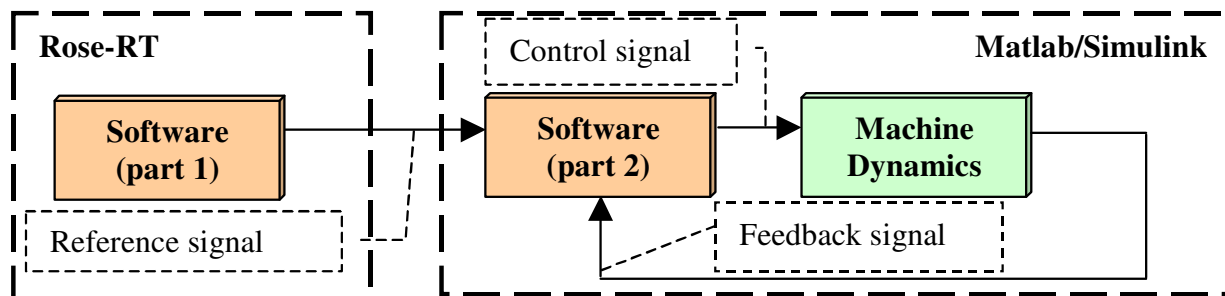 Rose-RT
Software
(part 1)
Reference signal
Control signal
Matlab/Simulink
Software
(part 2)
Machine
Dynamics
Feedback signal